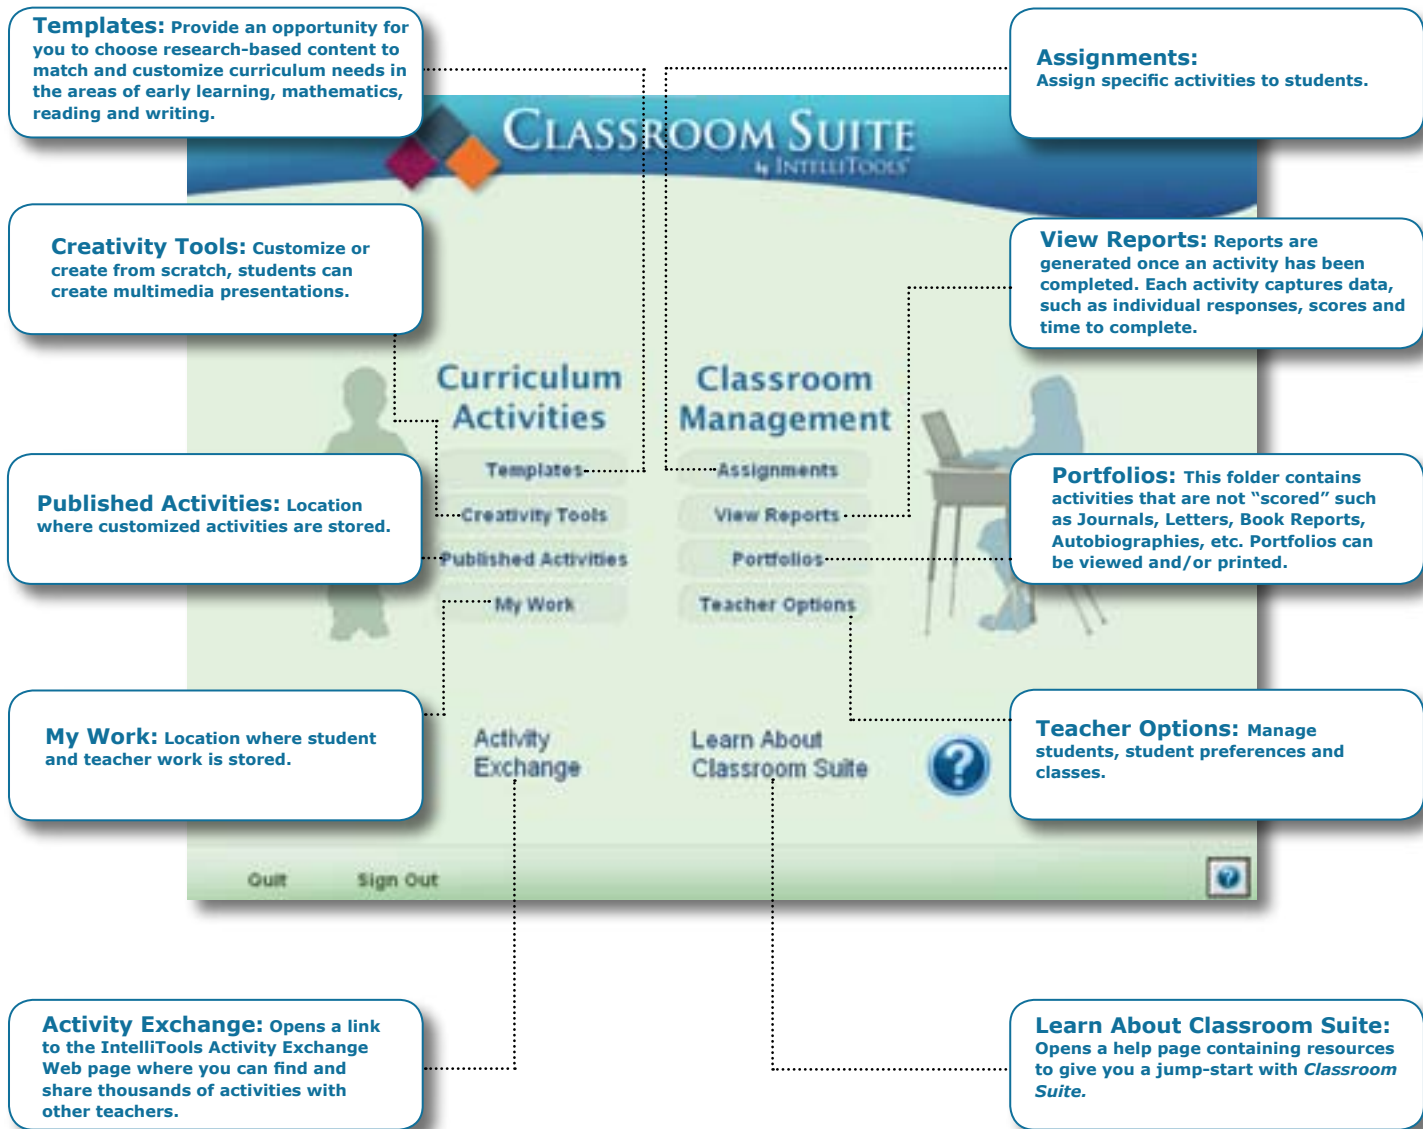 Templates: Provide an opportunity for
you to choose research-based content to
match and customize curriculum needs in
the areas of early learning, mathematics,
reading and writing.
Assignments:
Assign specific activities to students.
CLASSROOM SUITE
by INTELLITOOLS®
Creativity Tools: Customize or
create from scratch, students can
create multimedia presentations.
View Reports: Reports are
generated once an activity has been
completed. Each activity captures data,
such as individual responses, scores and
time to complete.
Curriculum
Activities
Templates
Creativity Tools
Published Activities
My Work
Classroom
Management
Assignments
View Reports
Portfolios
Teacher Options
Published Activities: Location
where customized activities are stored.
Portfolios: This folder contains
activities that are not “scored” such
as Journals, Letters, Book Reports,
Autobiographies, etc. Portfolios can
be viewed and/or printed.
My Work: Location where student
and teacher work is stored.
Activity
Exchange
Learn About
Classroom Suite
?
Teacher Options: Manage
students, student preferences and
classes.
Quit
Sign Out
?
Activity Exchange: Opens a link
to the IntelliTools Activity Exchange
Web page where you can find and
share thousands of activities with
other teachers.
Learn About Classroom Suite:
Opens a help page containing resources
to give you a jump-start with Classroom
Suite.